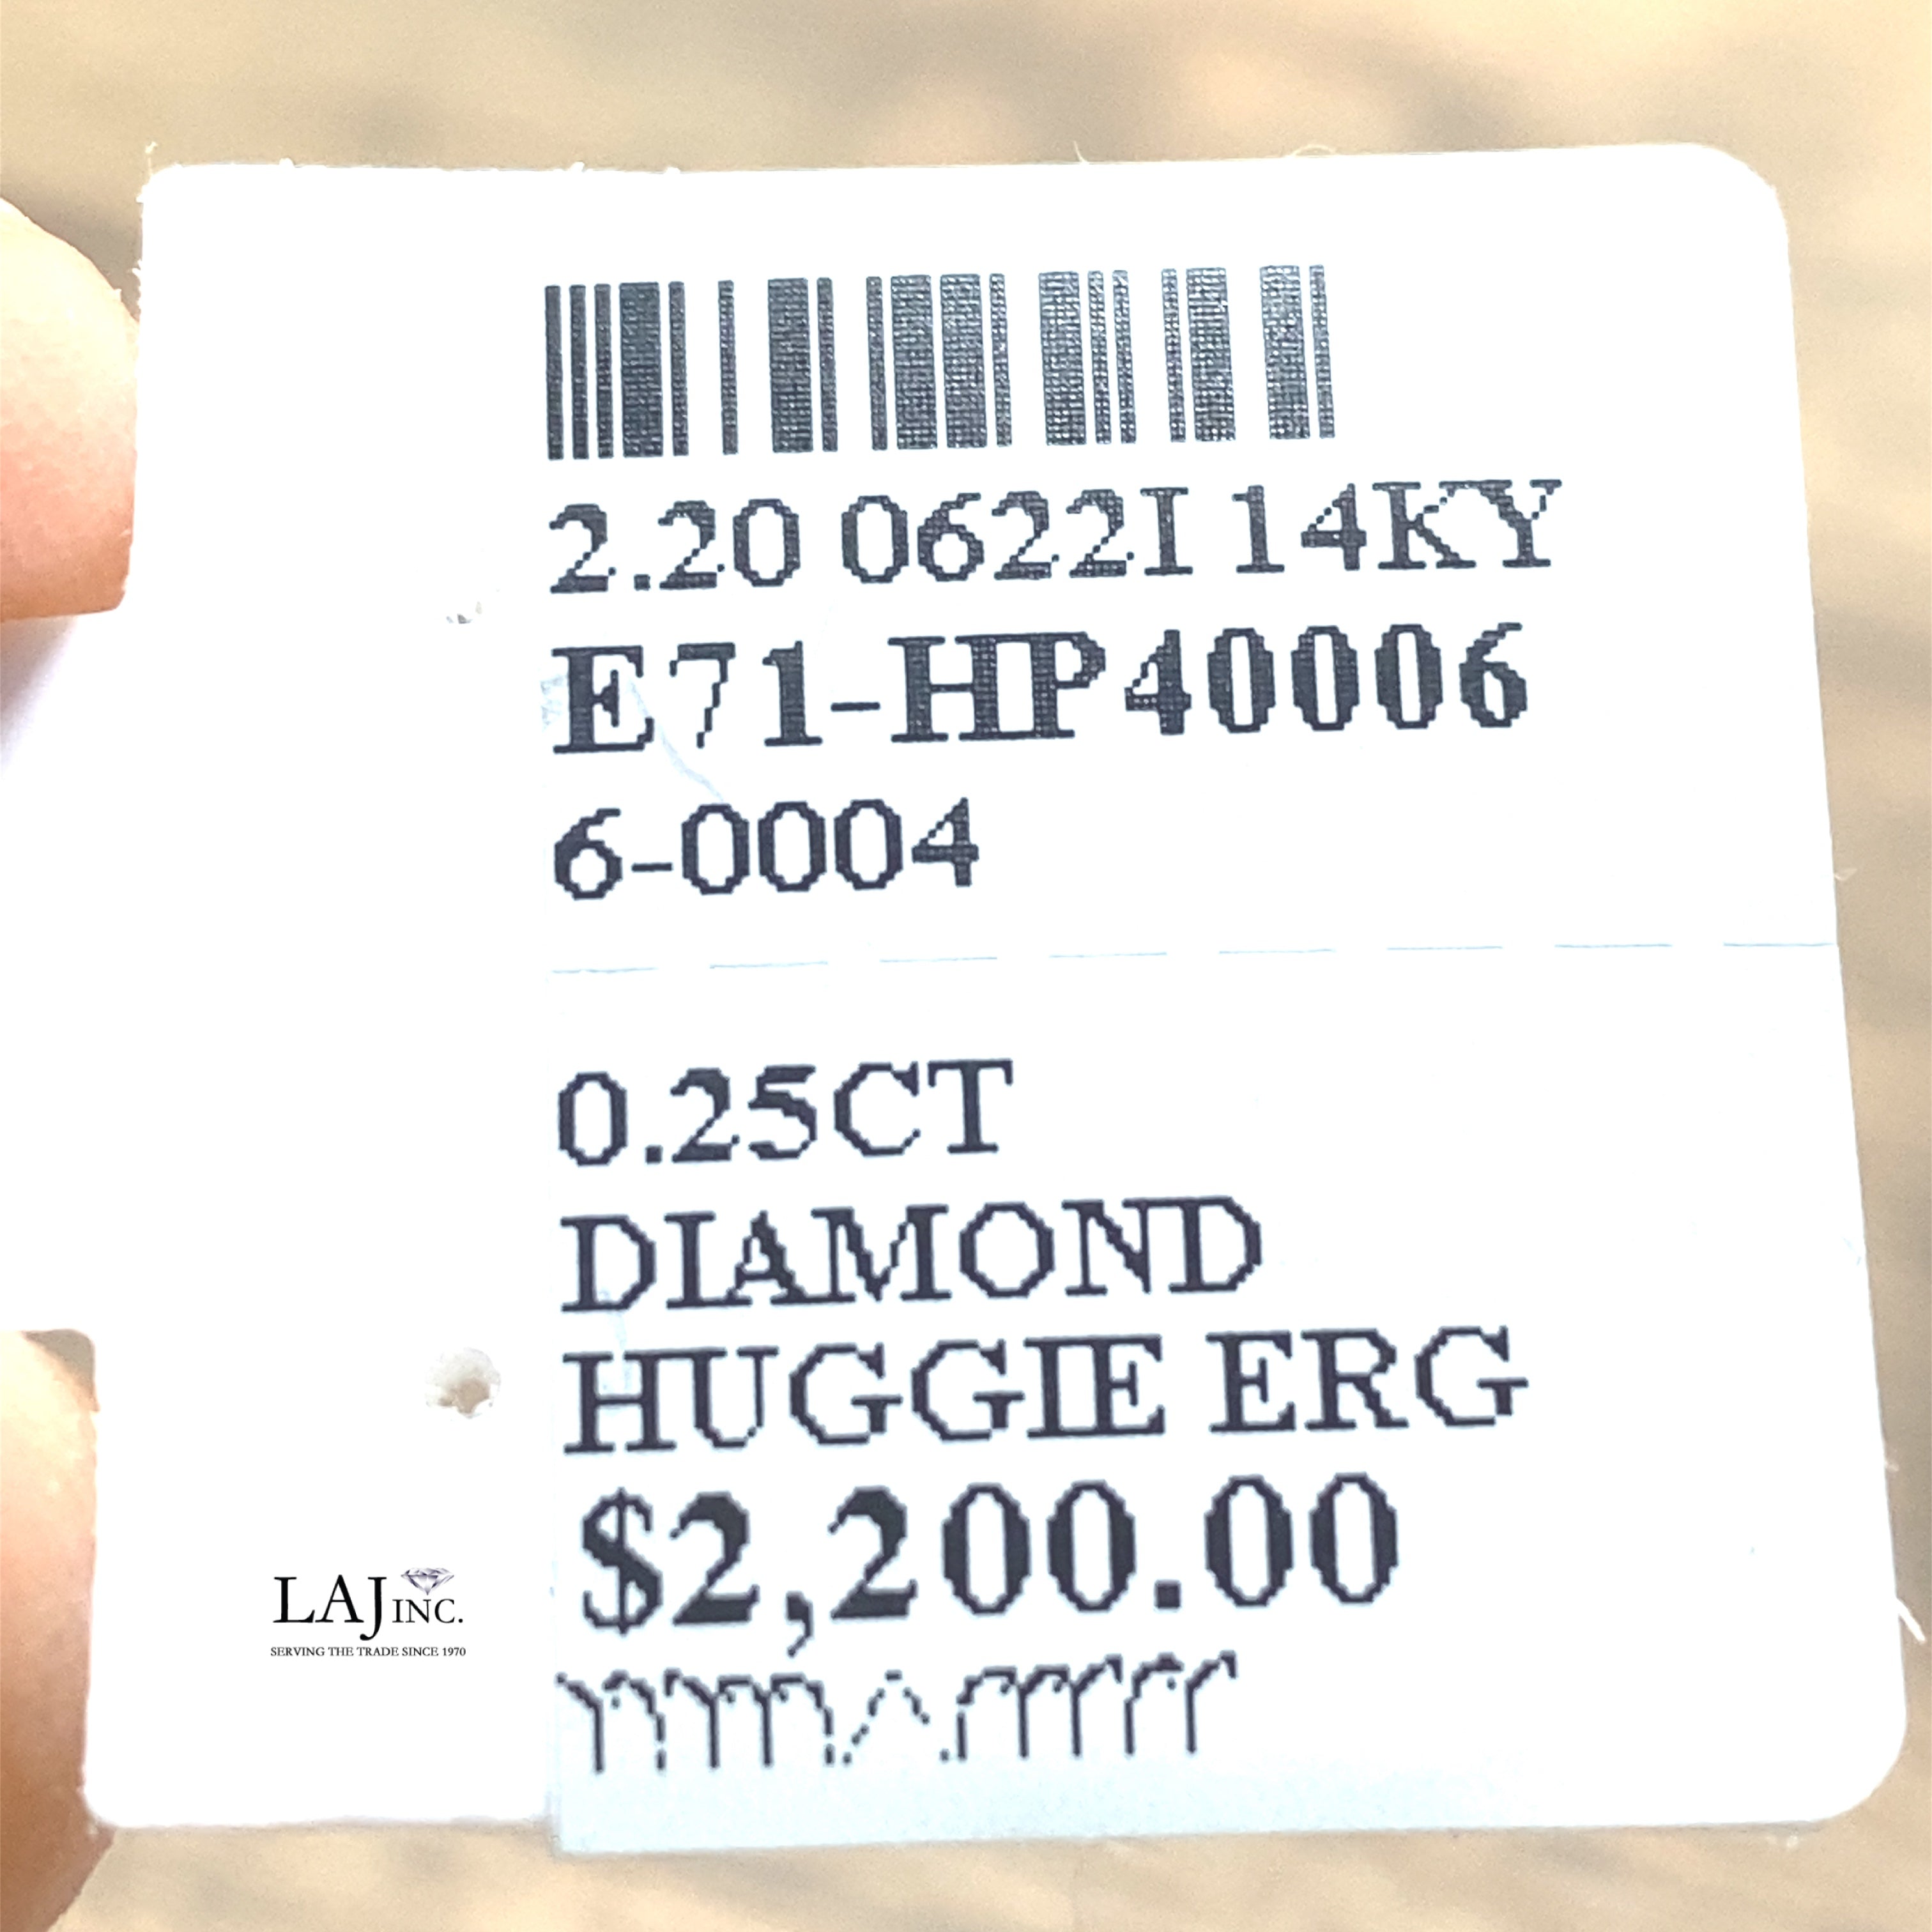 2.20 0622I 14KY
E71-HP40006
6-0004
0.25CT
DIAMOND
HUGGIE ERG
$2,200.00
LAJ INC.
SERVING THE TRADE SINCE 1970